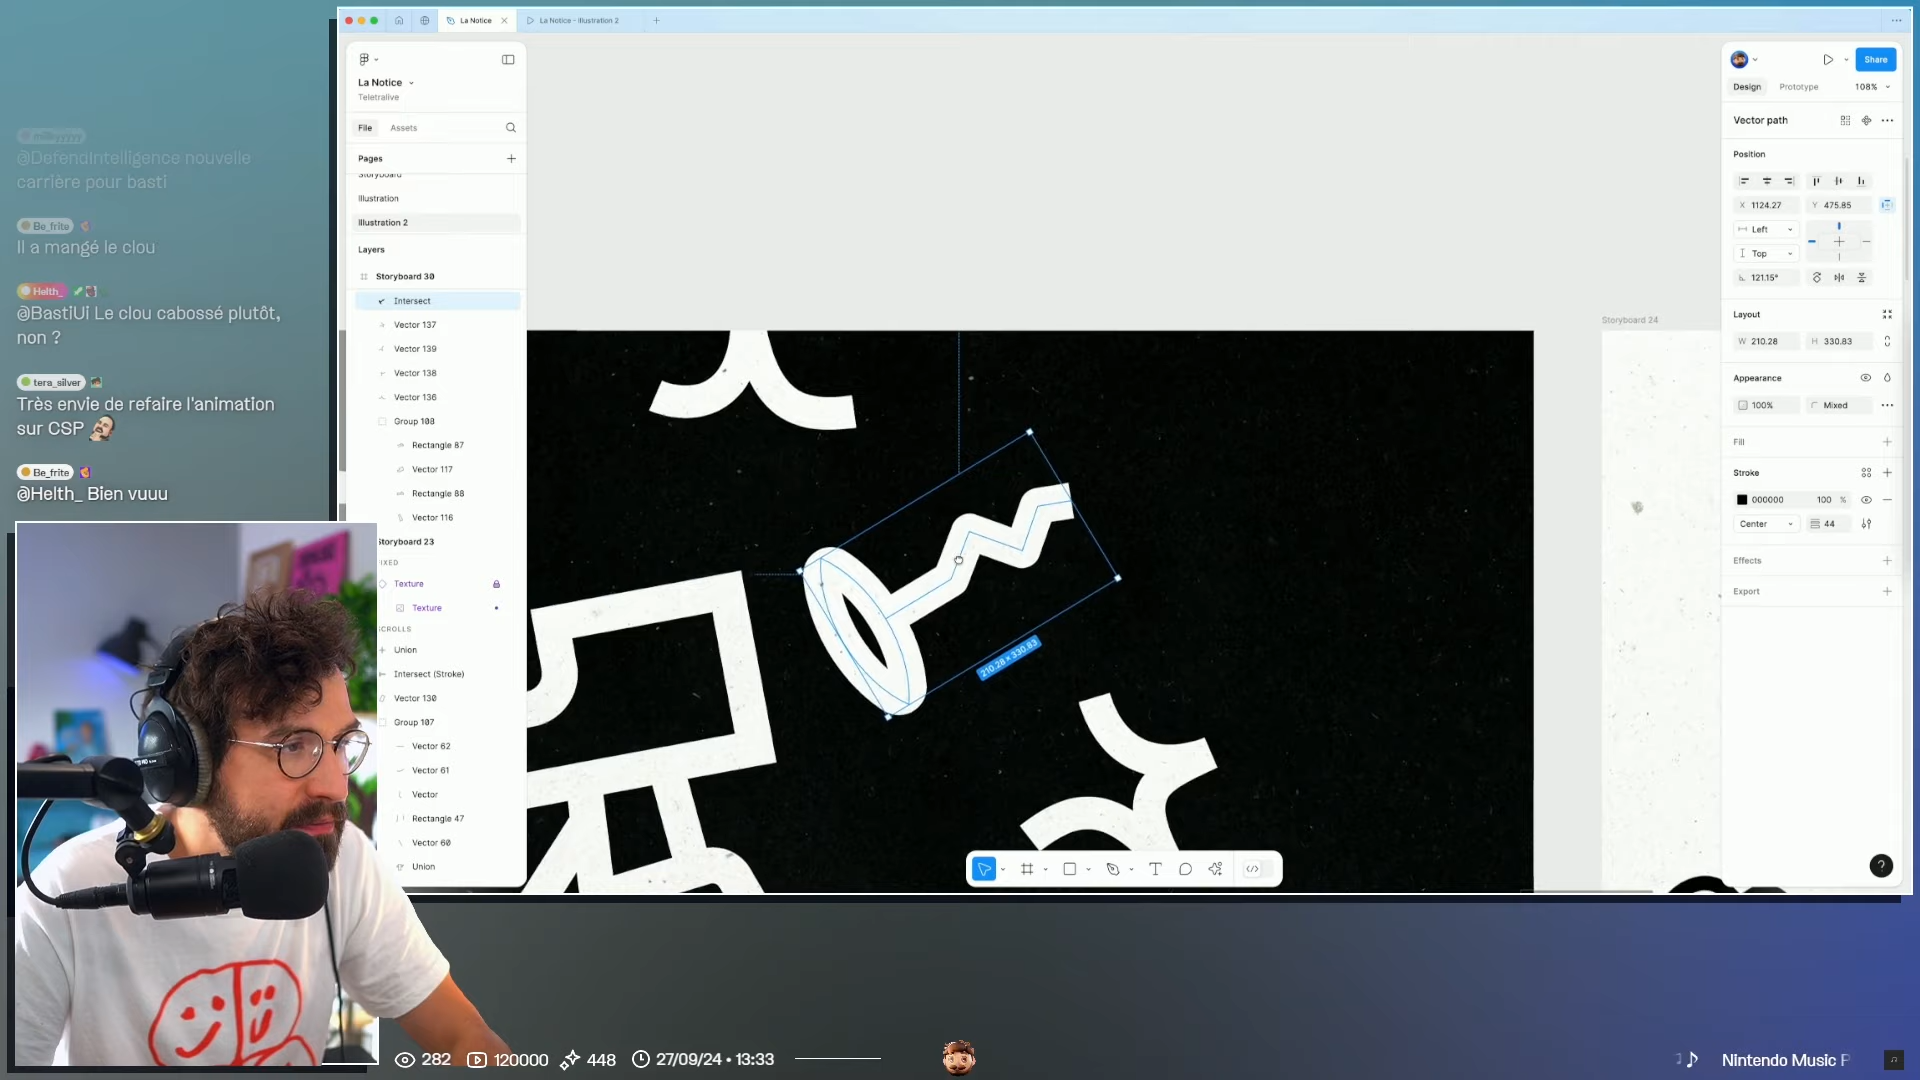 milleyyyyy
@DefendIntelligence nouvelle
carrière pour basti
Be_frite
Il a mangé le clou
Helth_
@BastiUi Le clou cabossé plutôt,
non ?
tera_silver
Très envie de refaire l'animation
sur CSP
Be_frite
@Helth_ Bien vuuu
La Notice
La Notice - Illustration 2
La Notice
Teletralive
File
Assets
Pages
Storyboard
Illustration
Illustration 2
Layers
Storyboard 30
Intersect
Vector 137
Vector 139
Vector 138
Vector 136
Group 108
Rectangle 87
Vector 117
Rectangle 88
Vector 116
Storyboard 23
FIXED
Texture
Texture
SCROLLS
Union
Intersect (Stroke)
Vector 130
Group 107
Vector 62
Vector 61
Vector
Rectangle 47
Vector 60
Union
Storyboard 24
210.28 × 330.83
Share
Design
Prototype
108%
Vector path
Position
X 1124.27
Y 475.85
Left
Top
121.15°
Layout
W 210.28
H 330.83
Appearance
100%
Mixed
Fill
Stroke
000000
100 %
Center
44
Effects
Export
?
282
120000
448
27/09/24 • 13:33
Nintendo Music